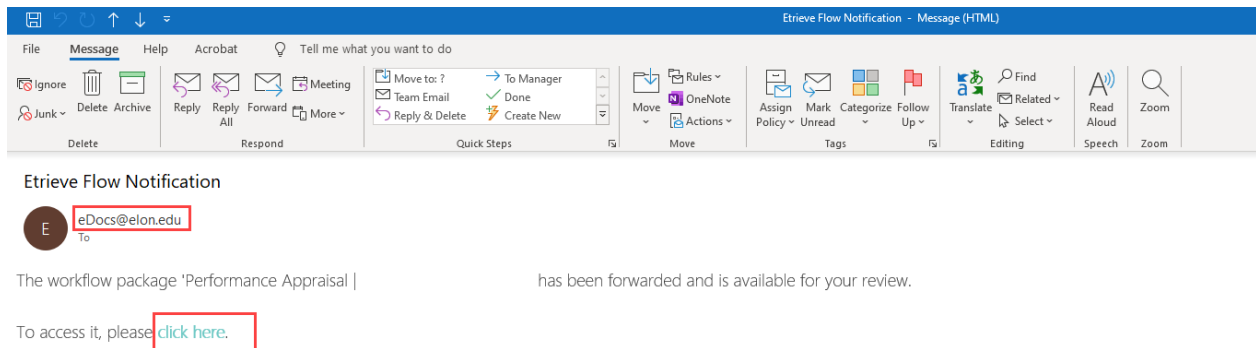 Etrieve Flow Notification - Message (HTML)
File Message Help Acrobat Tell me what you want to do
Ignore
Junk
Delete Archive
Reply Reply All Forward
Meeting
More
Move to: ? To Manager
Team Email Done
Reply & Delete Create New
Move
Rules
OneNote
Actions
Assign Policy Mark Unread Categorize Follow Up
Translate
Find
Related
Select
Read Aloud
Zoom
Delete Respond Quick Steps Move Tags Editing Speech Zoom
Etrieve Flow Notification
E
eDocs@elon.edu
To
The workflow package 'Performance Appraisal | has been forwarded and is available for your review.
To access it, please click here.